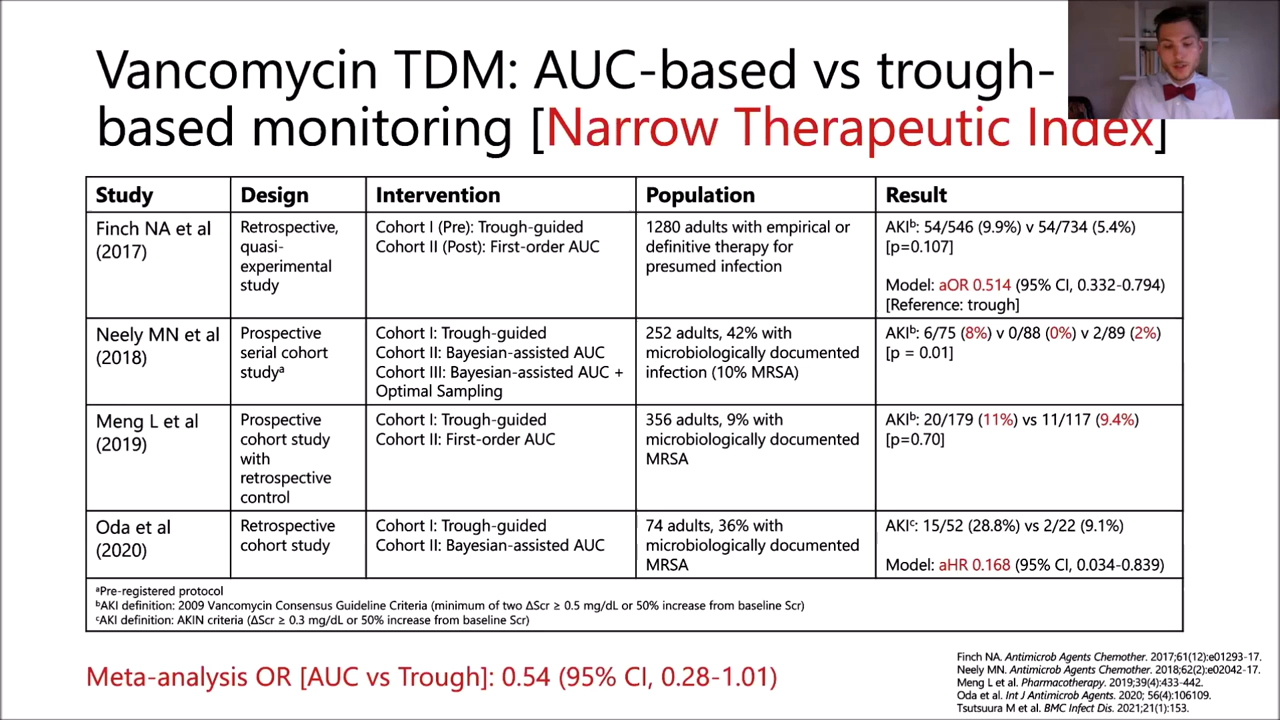 Vancomycin TDM: AUC-based vs trough-
based monitoring [Narrow Therapeutic Index]
Study Design Intervention Population Result
Finch NA et al
(2017)
Retrospective,
quasi-
experimental
study
Cohort I (Pre): Trough-guided
Cohort II (Post): First-order AUC
1280 adults with empirical or
definitive therapy for
presumed infection
AKIᵇ: 54/546 (9.9%) v 54/734 (5.4%)
[p=0.107]
Model: aOR 0.514 (95% CI, 0.332-0.794)
[Reference: trough]
Neely MN et al
(2018)
Prospective
serial cohort
studyᵃ
Cohort I: Trough-guided
Cohort II: Bayesian-assisted AUC
Cohort III: Bayesian-assisted AUC +
Optimal Sampling
252 adults, 42% with
microbiologically documented
infection (10% MRSA)
AKIᵇ: 6/75 (8%) v 0/88 (0%) v 2/89 (2%)
[p = 0.01]
Meng L et al
(2019)
Prospective
cohort study
with
retrospective
control
Cohort I: Trough-guided
Cohort II: First-order AUC
356 adults, 9% with
microbiologically documented
MRSA
AKIᵇ: 20/179 (11%) vs 11/117 (9.4%)
[p=0.70]
Oda et al
(2020)
Retrospective
cohort study
Cohort I: Trough-guided
Cohort II: Bayesian-assisted AUC
74 adults, 36% with
microbiologically documented
MRSA
AKIᶜ: 15/52 (28.8%) vs 2/22 (9.1%)
Model: aHR 0.168 (95% CI, 0.034-0.839)
ᵃPre-registered protocol
ᵇAKI definition: 2009 Vancomycin Consensus Guideline Criteria (minimum of two ΔScr ≥ 0.5 mg/dL or 50% increase from baseline Scr)
ᶜAKI definition: AKIN criteria (ΔScr ≥ 0.3 mg/dL or 50% increase from baseline Scr)
Meta-analysis OR [AUC vs Trough]: 0.54 (95% CI, 0.28-1.01)
Finch NA. Antimicrob Agents Chemother. 2017;61(12):e01293-17.
Neely MN. Antimicrob Agents Chemother. 2018;62(2):e02042-17.
Meng L et al. Pharmacotherapy. 2019;39(4):433-442.
Oda et al. Int J Antimicrob Agents. 2020; 56(4):106109.
Tsutsuura M et al. BMC Infect Dis. 2021;21(1):153.